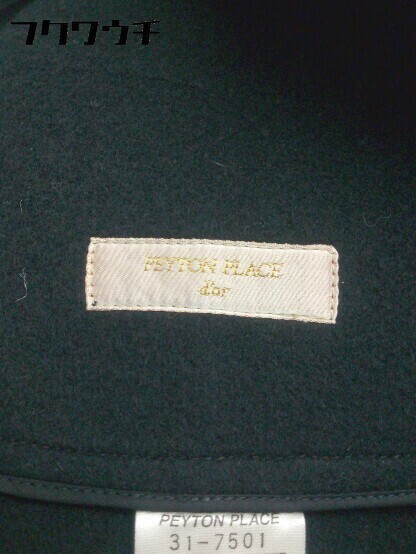 フクワウチ
PEYTON PLACE
d'or
PEYTON PLACE
31-7501